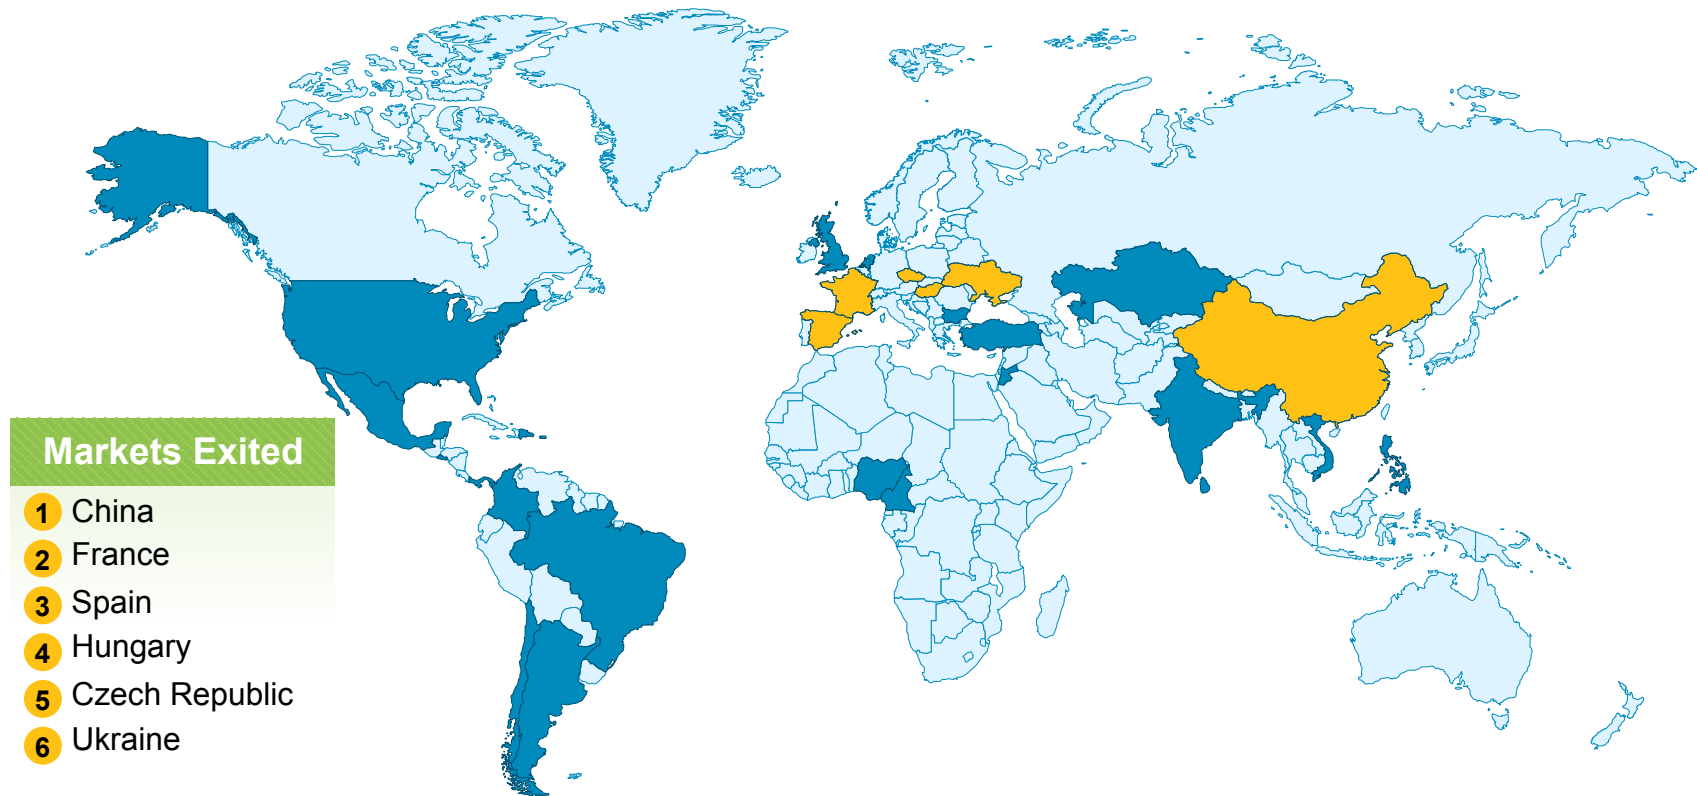 Markets Exited
1 China
2 France
3 Spain
4 Hungary
5 Czech Republic
6 Ukraine